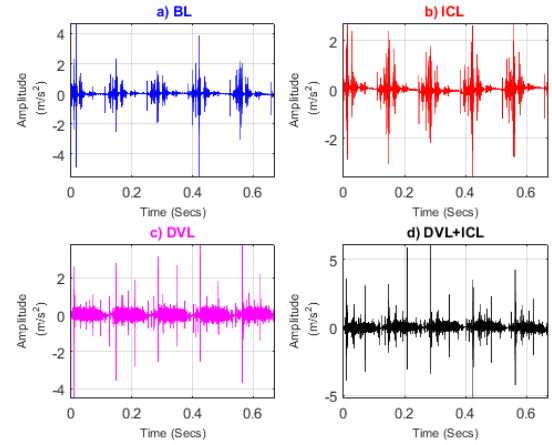 a) BL
Amplitude
(m/s²)
4
2
0
-2
-4
0
0.2
0.4
0.6
Time (Secs)
b) ICL
Amplitude
(m/s²)
2
0
-2
0
0.2
0.4
0.6
Time (Secs)
c) DVL
Amplitude
(m/s²)
2
0
-2
-4
0
0.2
0.4
0.6
Time (Secs)
d) DVL+ICL
Amplitude
(m/s²)
5
0
-5
0
0.2
0.4
0.6
Time (Secs)